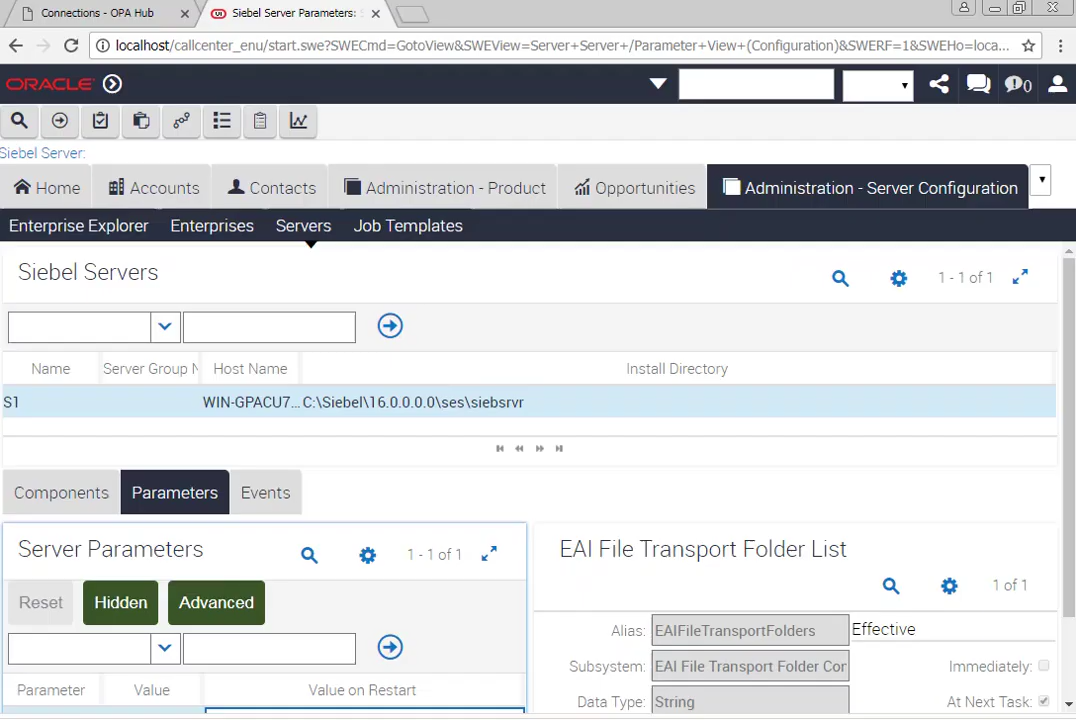 Connections - OPA Hub
Siebel Server Parameters:
localhost/callcenter_enu/start.swe?SWECmd=GotoView&SWEView=Server+Server+/Parameter+View+(Configuration)&SWERF=1&SWEHo=loca...
ORACLE
0
Siebel Server:
Home Accounts Contacts Administration - Product Opportunities Administration - Server Configuration
Enterprise Explorer Enterprises Servers Job Templates
Siebel Servers
1 - 1 of 1
Name Server Group N Host Name Install Directory
S1 WIN-GPACU7... C:\Siebel\16.0.0.0.0\ses\siebsrvr
Components Parameters Events
Server Parameters
1 - 1 of 1
Reset Hidden Advanced
Parameter Value Value on Restart
EAI File Transport Folder List
1 of 1
Alias: EAIFileTransportFolders Effective
Subsystem: EAI File Transport Folder Cor Immediately:
Data Type: String At Next Task: